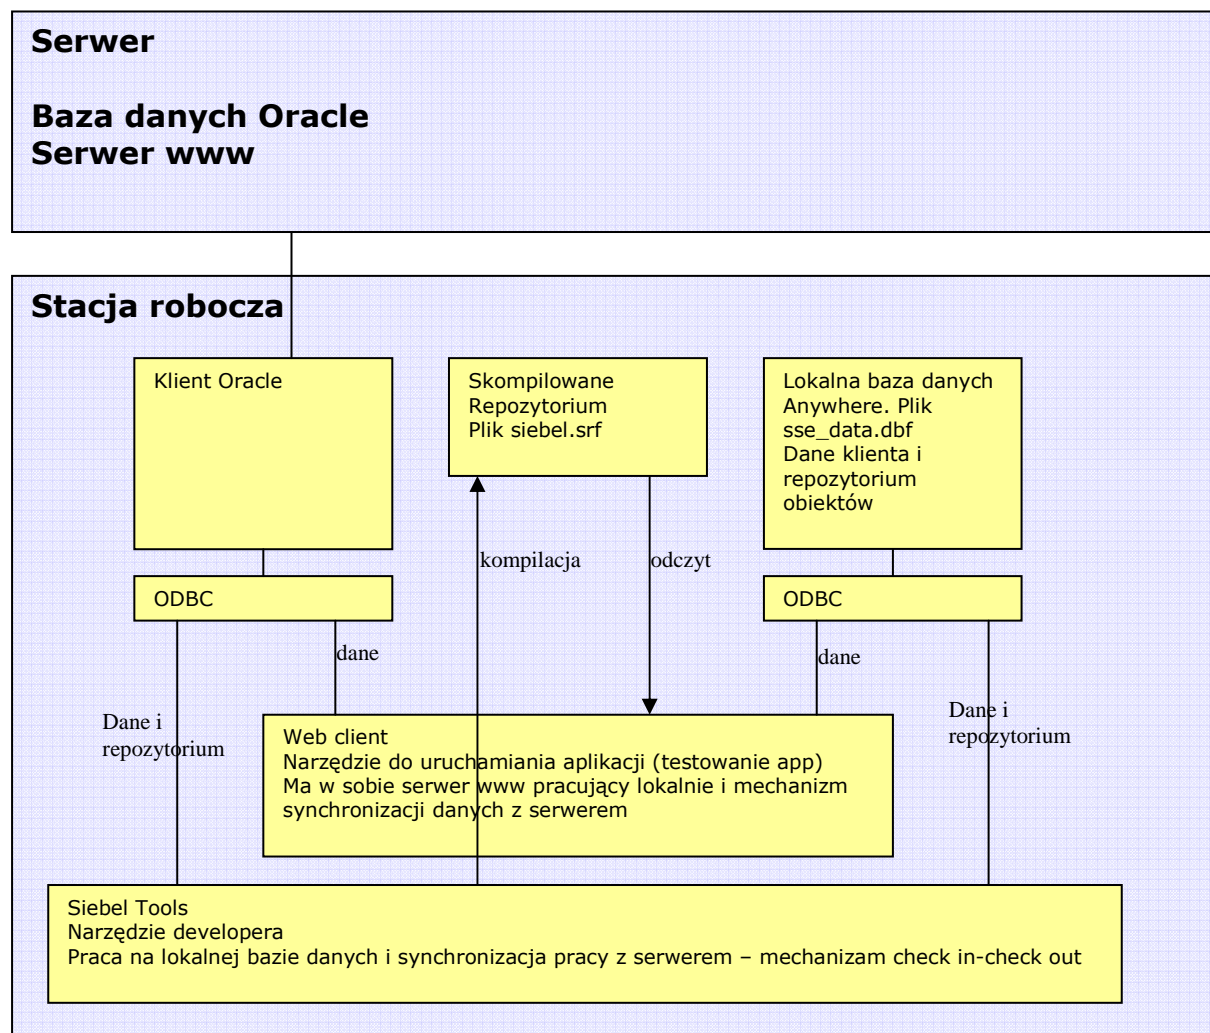 Serwer
Baza danych Oracle
Serwer www
Stacja robocza
Klient Oracle
Skompilowane
Repozytorium
Plik siebel.srf
Lokalna baza danych
Anywhere. Plik
sse_data.dbf
Dane klienta i
repozytorium
obiektów
kompilacja
odczyt
ODBC
ODBC
dane
dane
Dane i
repozytorium
Dane i
repozytorium
Web client
Narzędzie do uruchamiania aplikacji (testowanie app)
Ma w sobie serwer www pracujący lokalnie i mechanizm
synchronizacji danych z serwerem
Siebel Tools
Narzędzie developera
Praca na lokalnej bazie danych i synchronizacja pracy z serwerem – mechanizam check in-check out